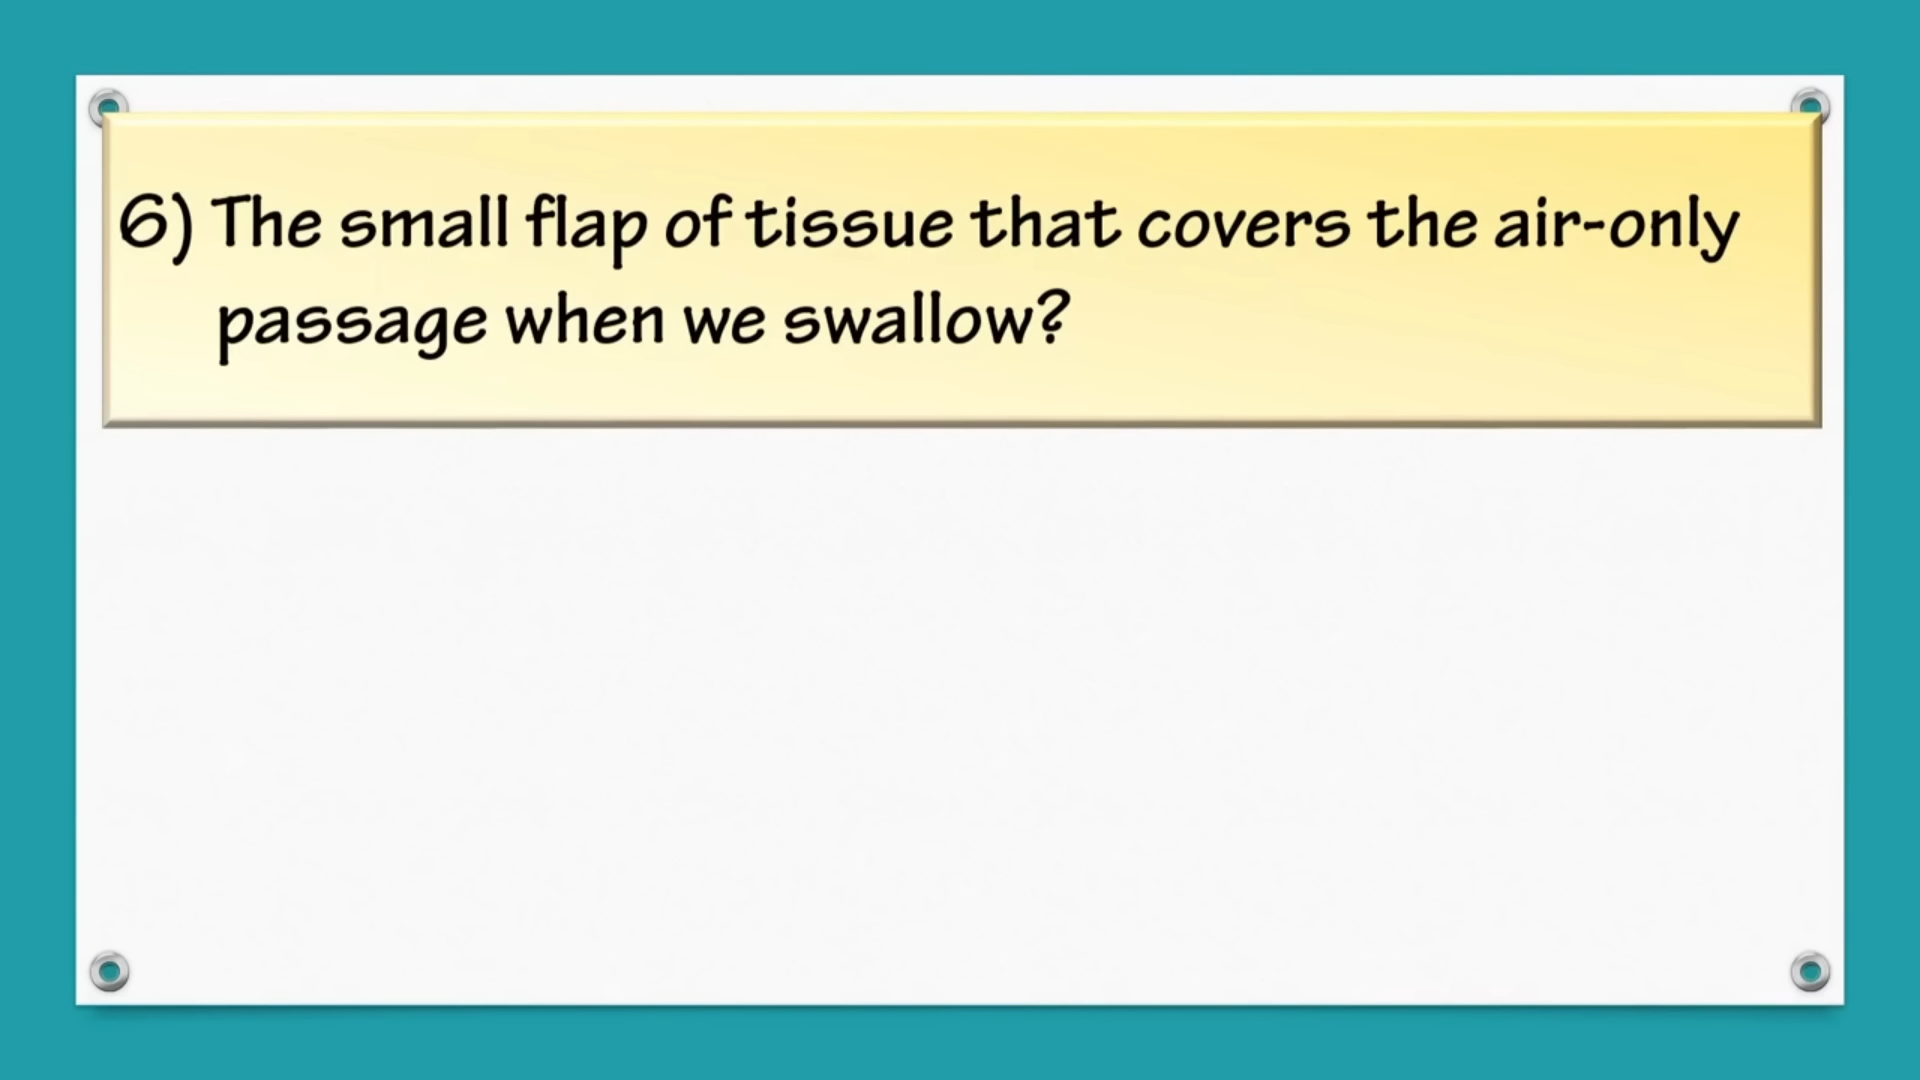 6) The small flap of tissue that covers the air-only
passage when we swallow?